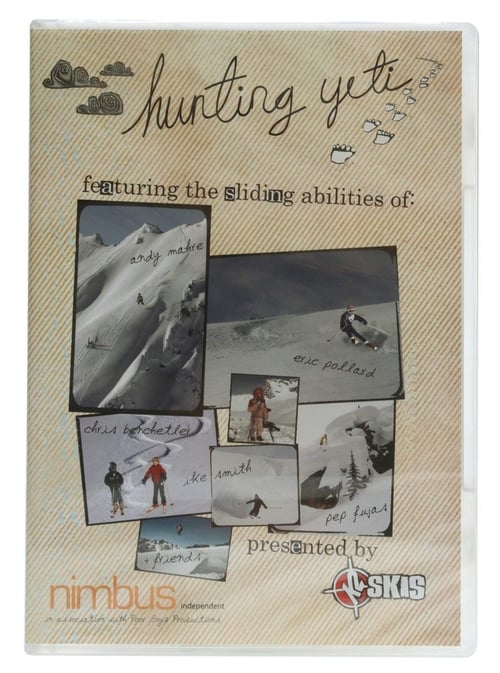 hunting yeti
featuring the sliding abilities of:
andy mahre
eric pollard
chris benchetler
ike smith
pep fujas
+ friends
presented by
SKIS
nimbus independent
in association with Poor Boyz Productions